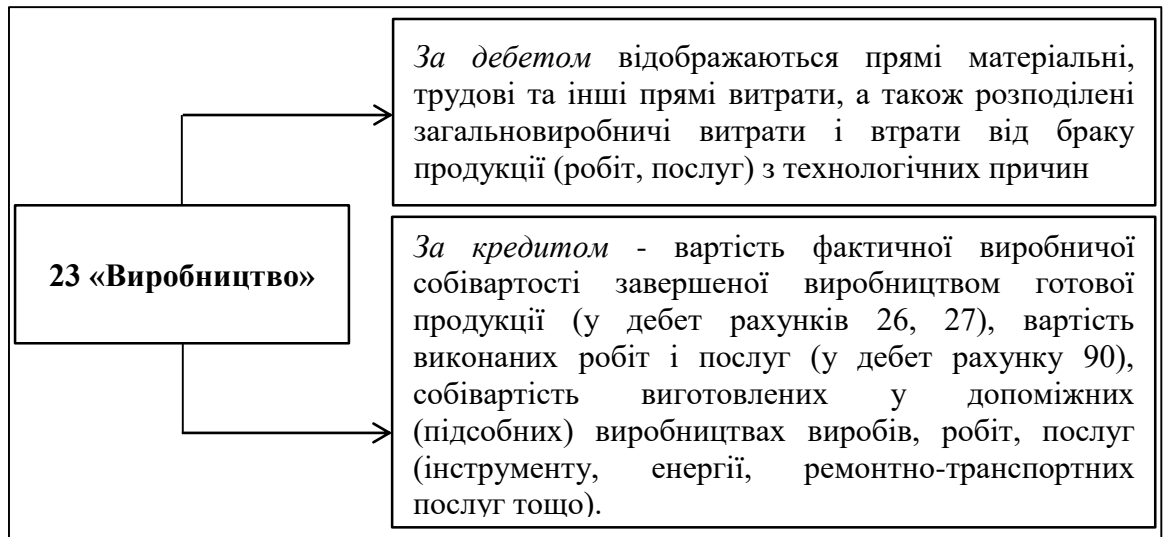 За дебетом відображаються прямі матеріальні,
трудові та інші прямі витрати, а також розподілені
загальновиробничі витрати і втрати від браку
продукції (робіт, послуг) з технологічних причин
23 «Виробництво»
За кредитом - вартість фактичної виробничої
собівартості завершеної виробництвом готової
продукції (у дебет рахунків 26, 27), вартість
виконаних робіт і послуг (у дебет рахунку 90),
собівартість виготовлених у допоміжних
(підсобних) виробництвах виробів, робіт, послуг
(інструменту, енергії, ремонтно-транспортних
послуг тощо).